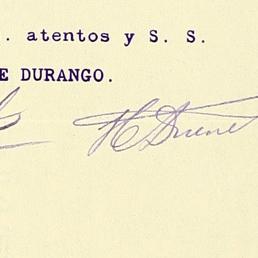 . atentos y S. S.
E DURANGO.